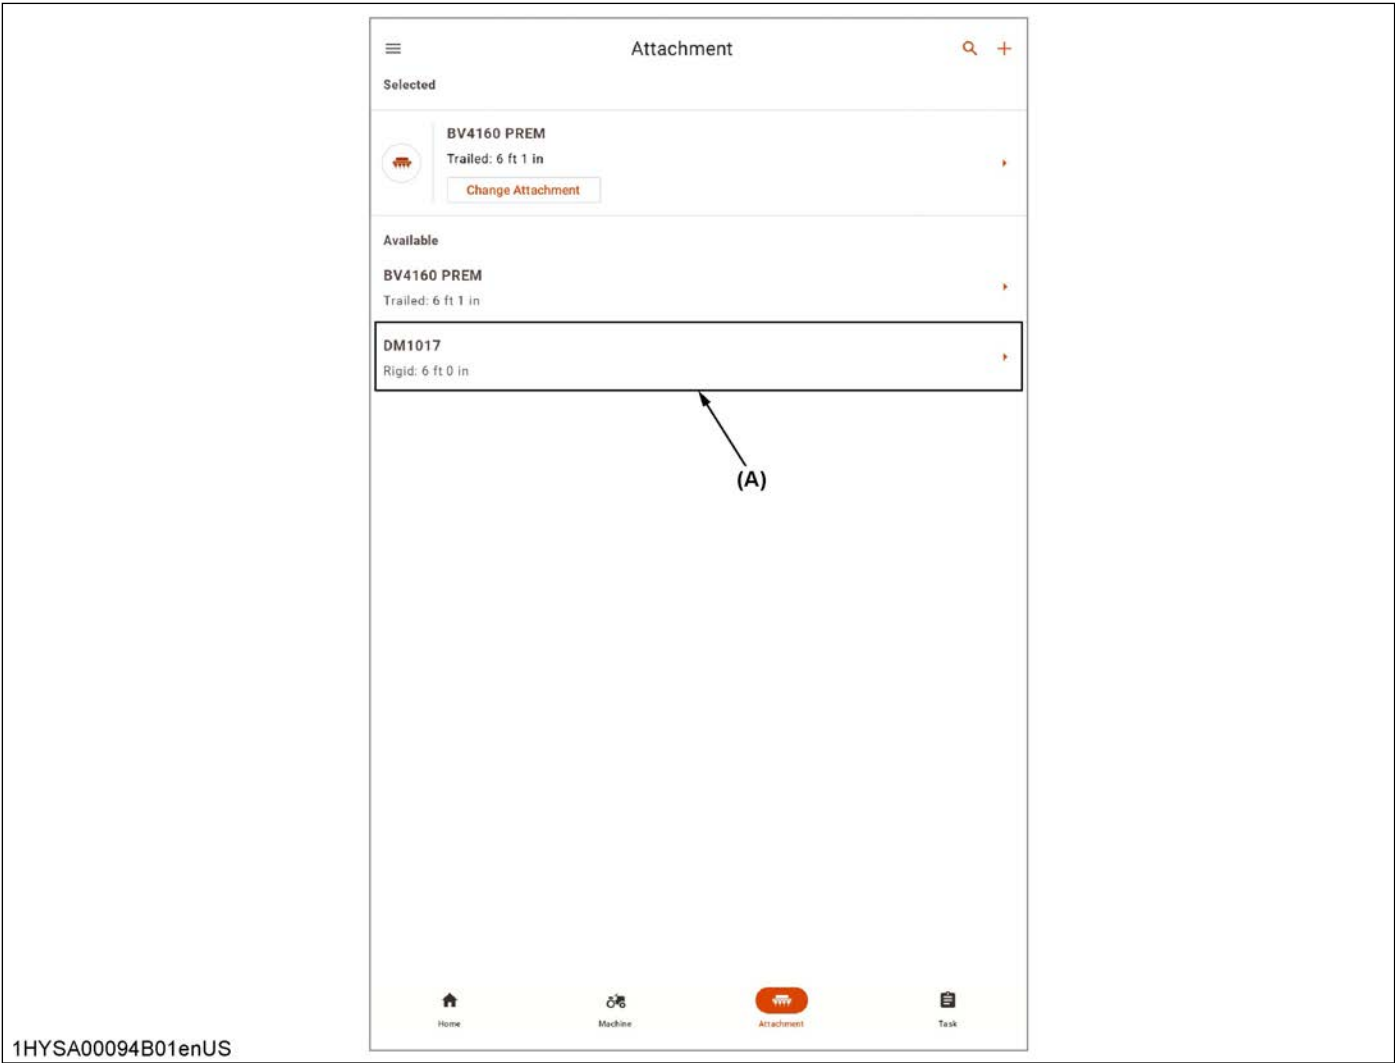 Attachment
Selected
BV4160 PREM
Trailed: 6 ft 1 in
Change Attachment
Available
BV4160 PREM
Trailed: 6 ft 1 in
DM1017
Rigid: 6 ft 0 in
(A)
Home Machine Attachment Task
1HYSA00094B01enUS